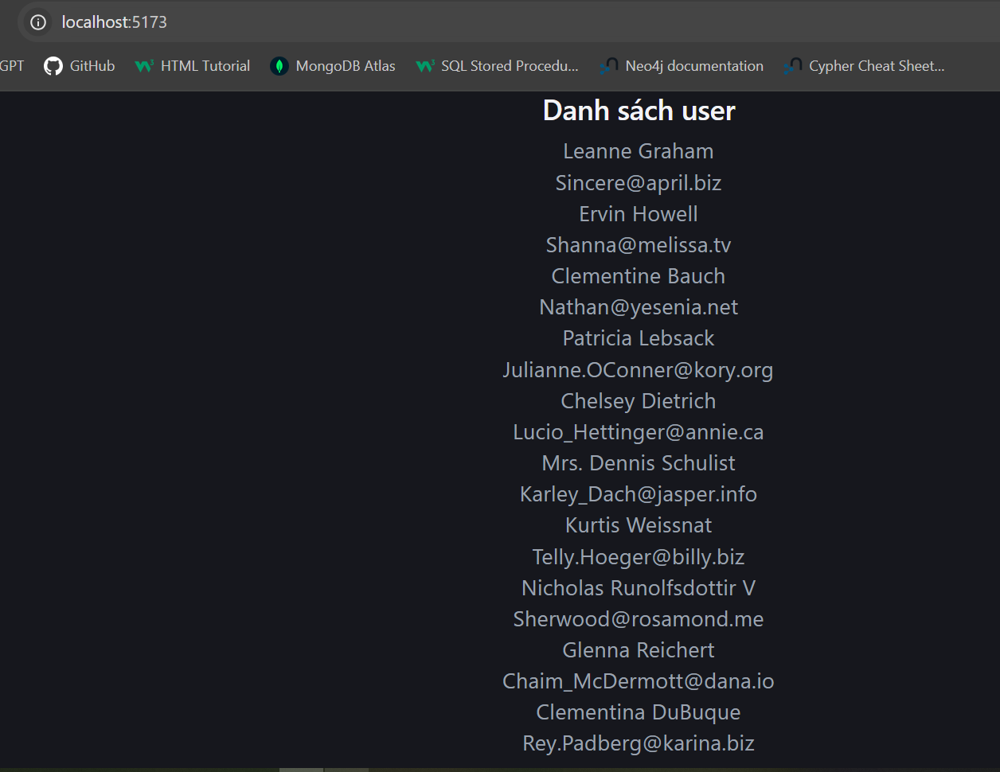 localhost:5173
GPT GitHub HTML Tutorial MongoDB Atlas SQL Stored Procedu... Neo4j documentation Cypher Cheat Sheet...
Danh sách user
Leanne Graham
Sincere@april.biz
Ervin Howell
Shanna@melissa.tv
Clementine Bauch
Nathan@yesenia.net
Patricia Lebsack
Julianne.OConner@kory.org
Chelsey Dietrich
Lucio_Hettinger@annie.ca
Mrs. Dennis Schulist
Karley_Dach@jasper.info
Kurtis Weissnat
Telly.Hoeger@billy.biz
Nicholas Runolfsdottir V
Sherwood@rosamond.me
Glenna Reichert
Chaim_McDermott@dana.io
Clementina DuBuque
Rey.Padberg@karina.biz